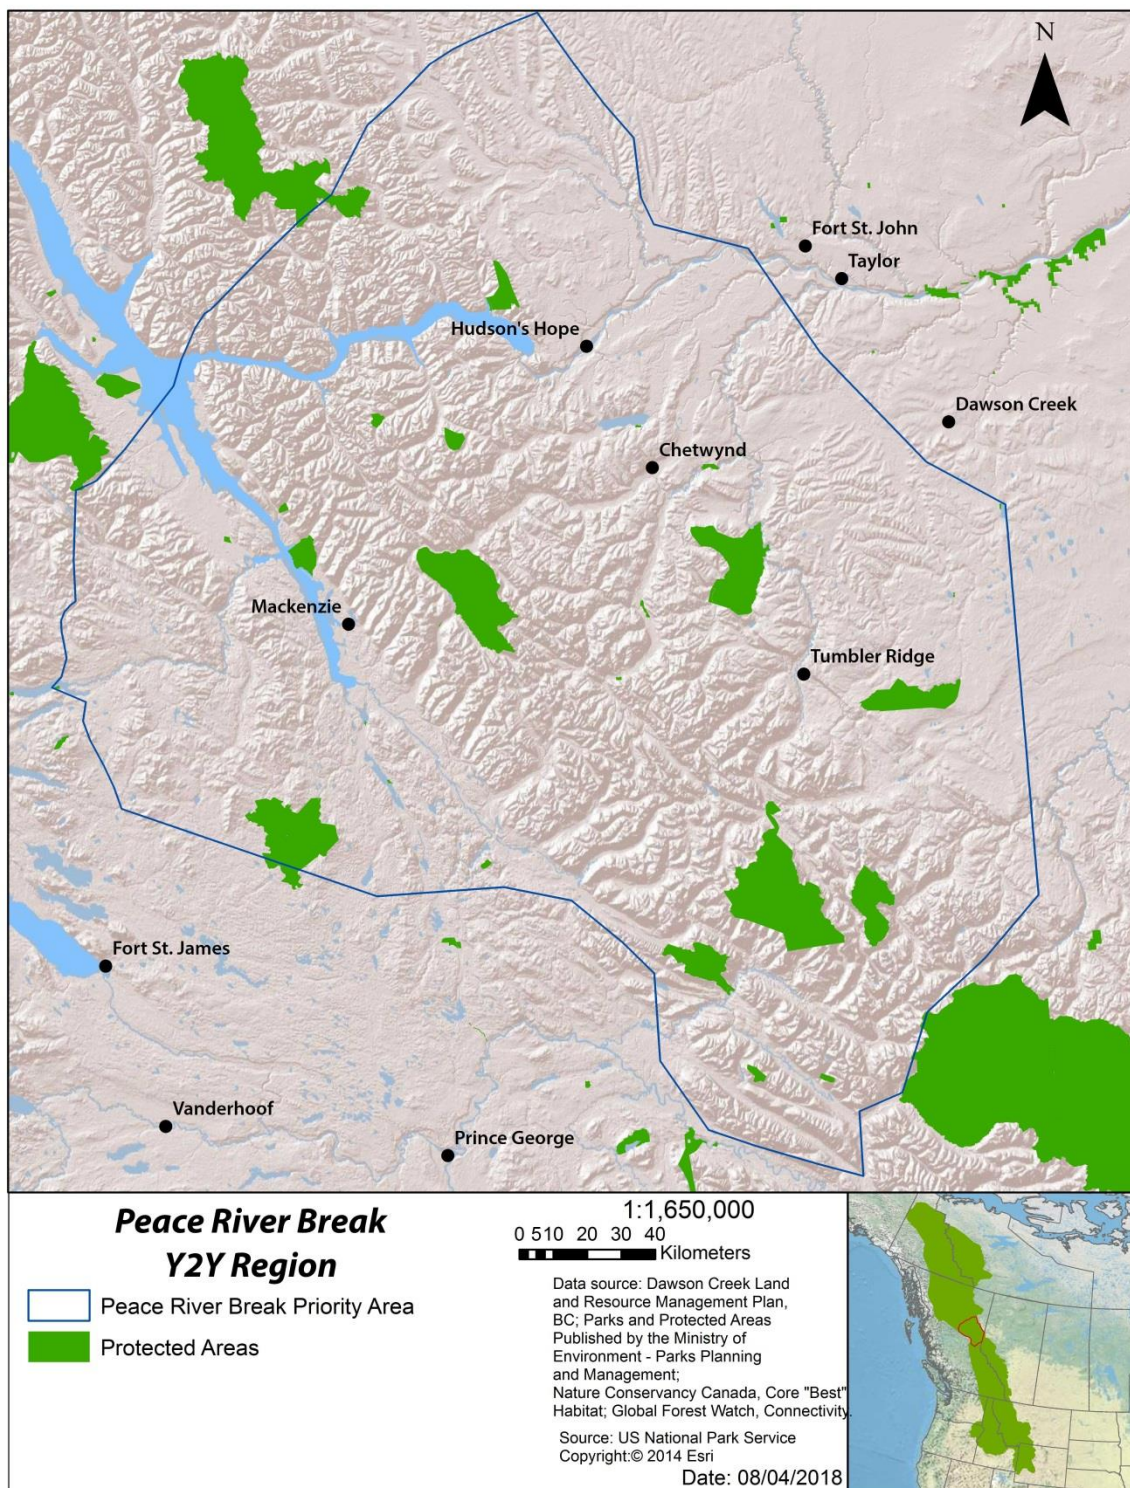 N
Fort St. John
Taylor
Hudson's Hope
Dawson Creek
Chetwynd
Mackenzie
Tumbler Ridge
Fort St. James
Vanderhoof
Prince George
Peace River Break
Y2Y Region
Peace River Break Priority Area
Protected Areas
1:1,650,000
0 5 10 20 30 40
Kilometers
Data source: Dawson Creek Land
and Resource Management Plan,
BC; Parks and Protected Areas
Published by the Ministry of
Environment - Parks Planning
and Management;
Nature Conservancy Canada, Core "Best"
Habitat; Global Forest Watch, Connectivity.
Source: US National Park Service
Copyright:© 2014 Esri
Date: 08/04/2018